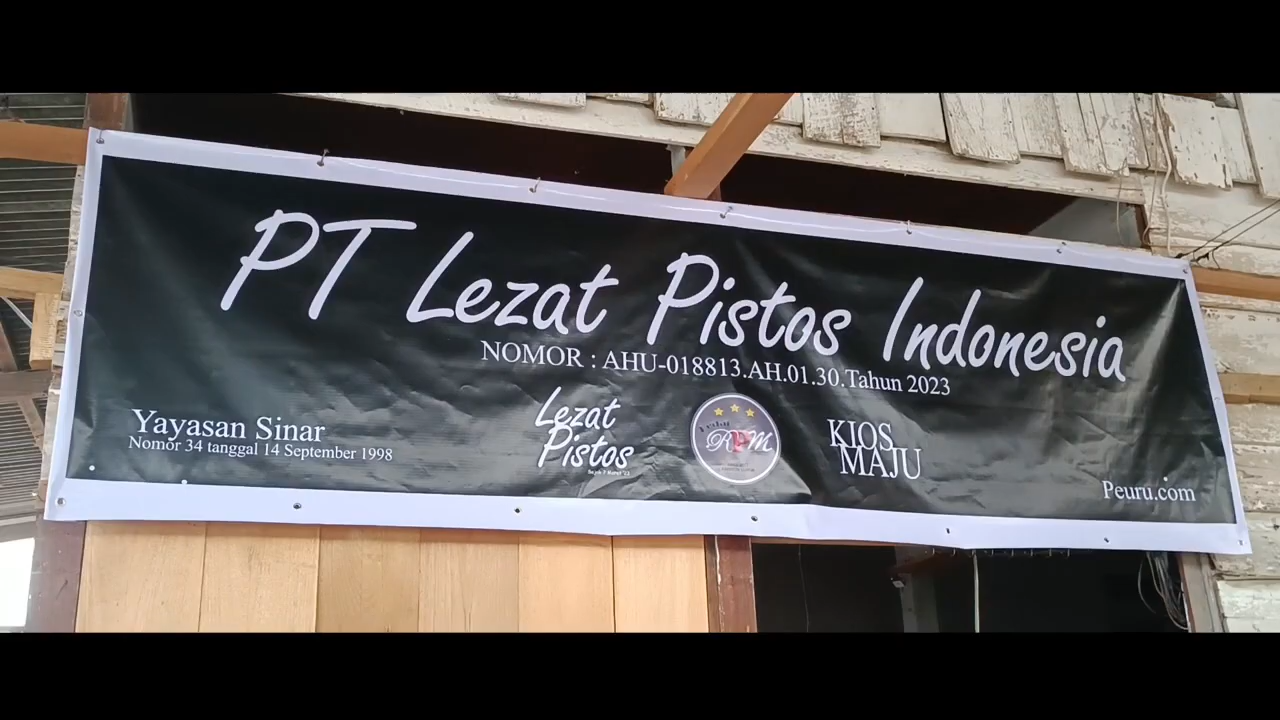 PT Lezat Pistos Indonesia
NOMOR : AHU-018813.AH.01.30.Tahun 2023
Yayasan Sinar
Nomor 34 tanggal 14 September 1998
Lezat
Pistos
KIOS
MAJU
Peuru.com